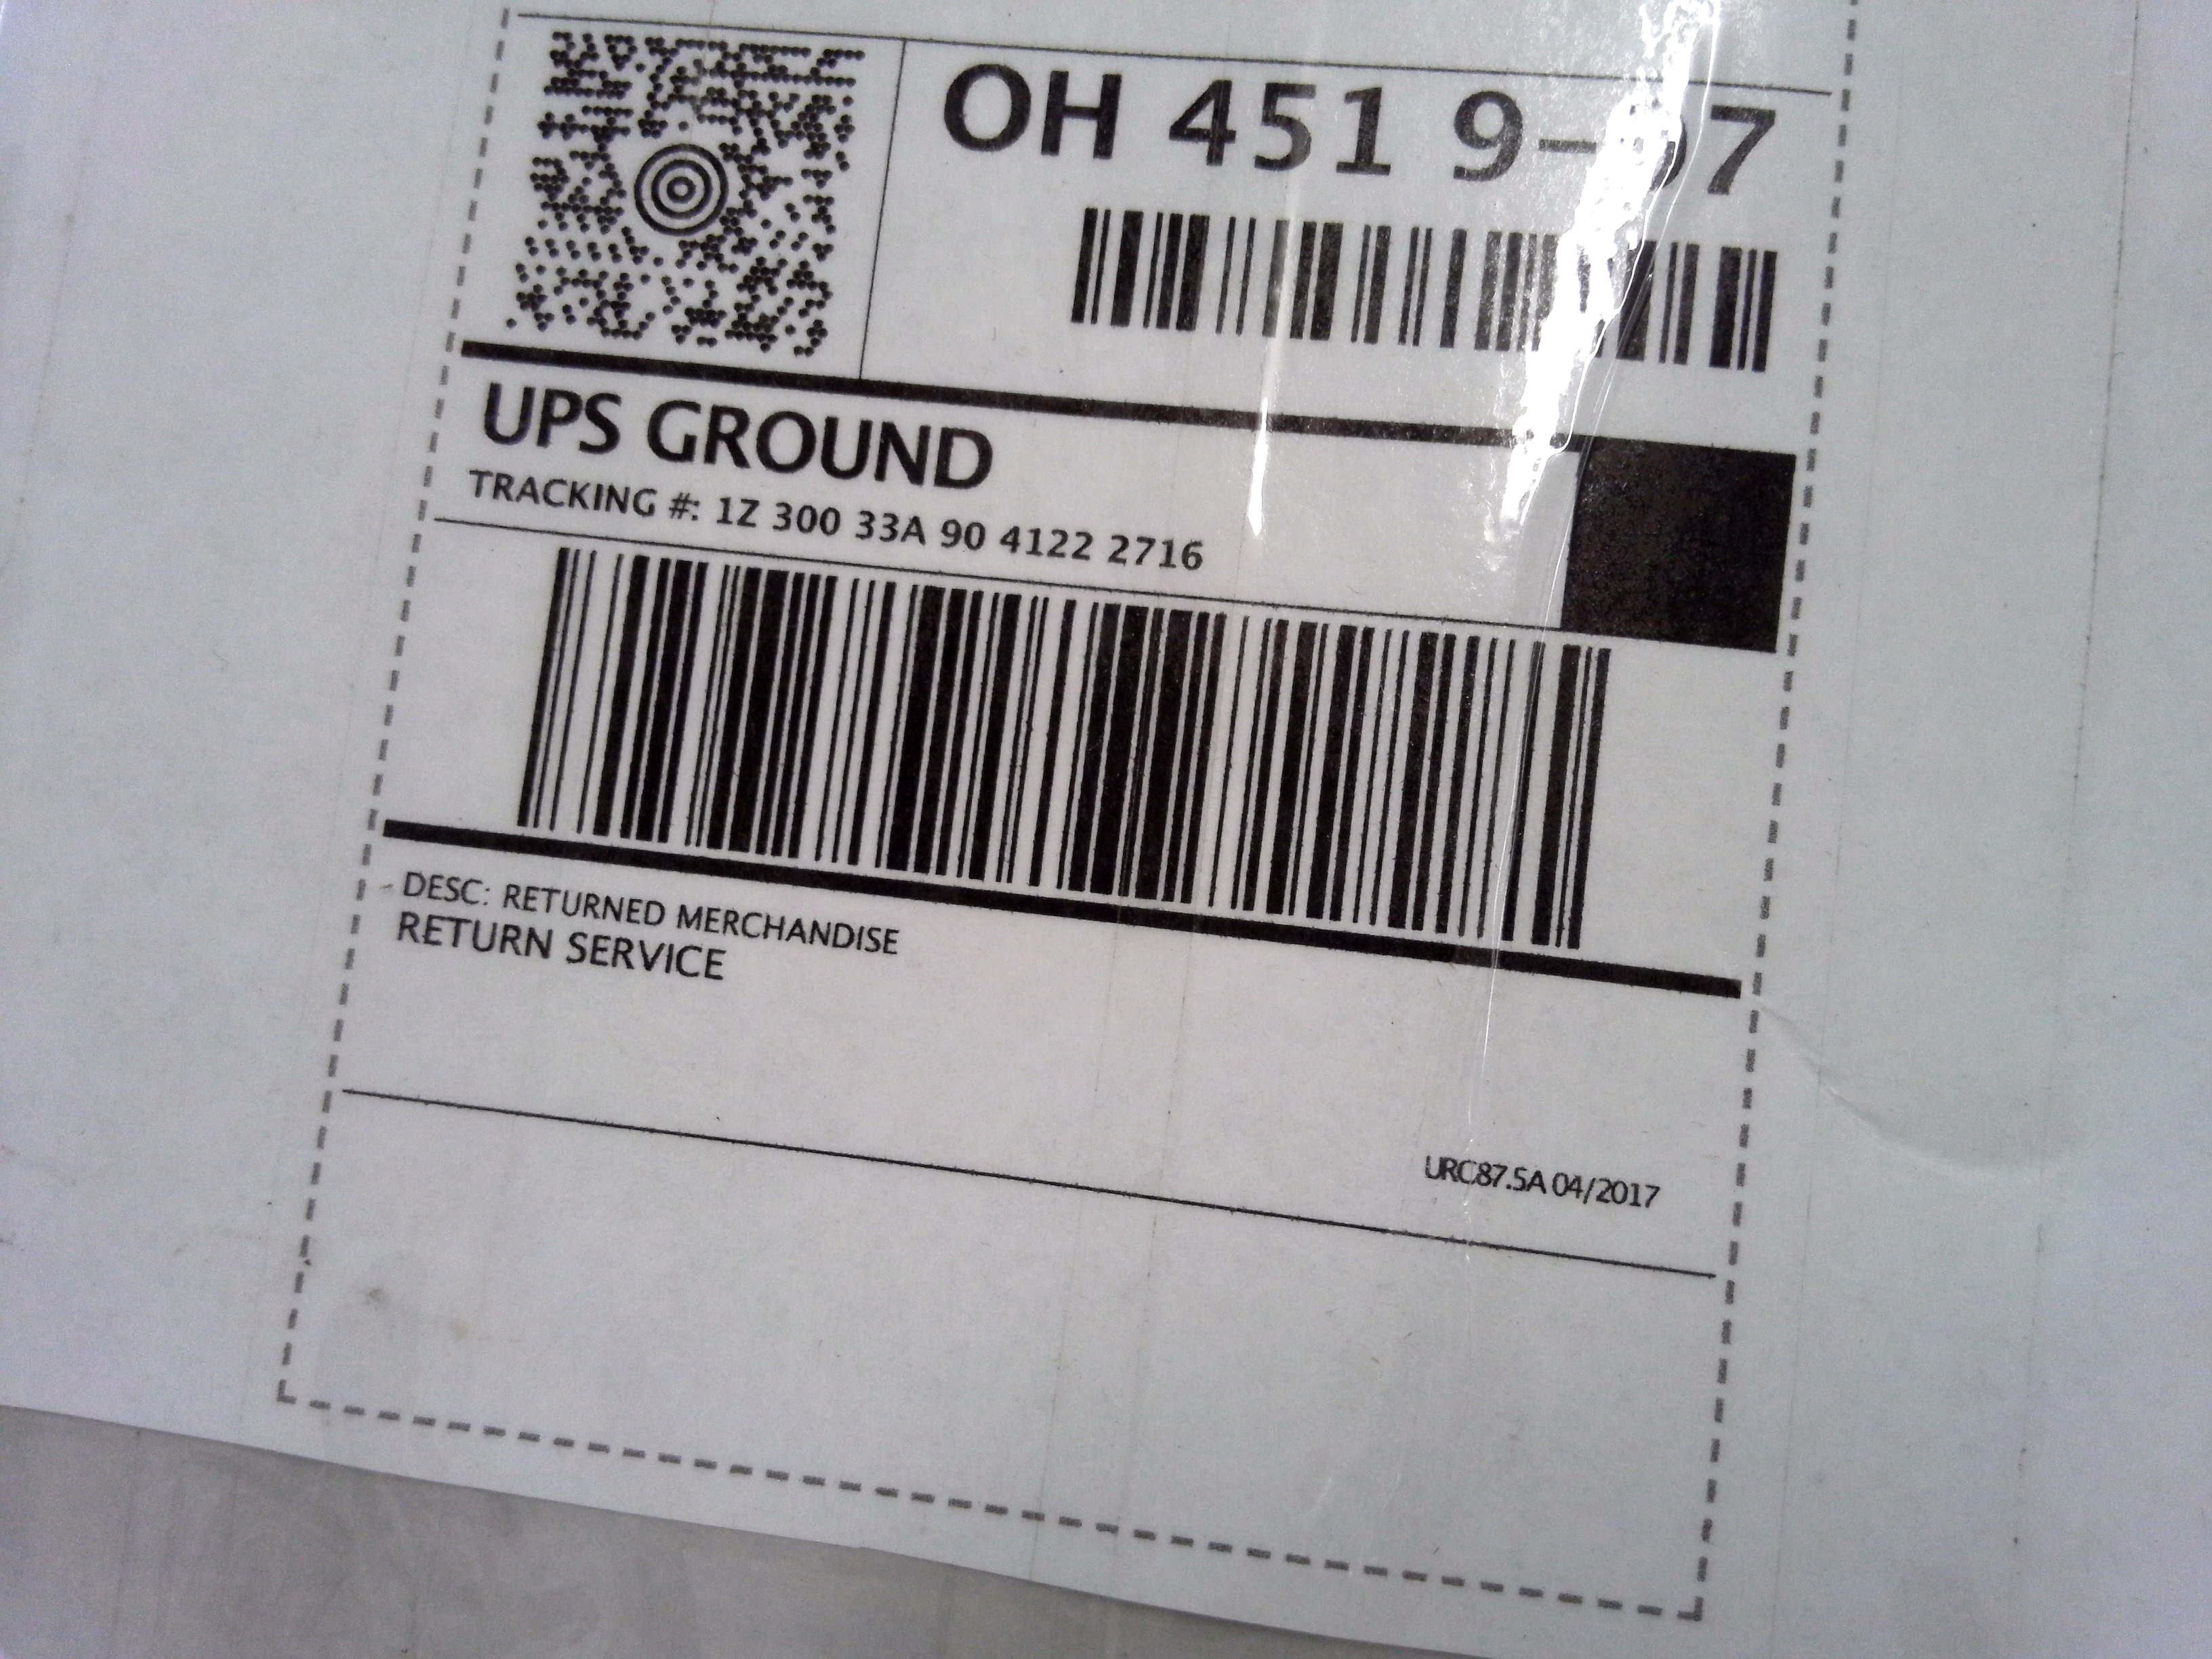 OH 451
UPS GROUND
TRACKING #: 1Z 300 33A 90 4122 2716
DESC: RETURNED MERCHANDISE
RETURN SERVICE
URC87.5A 04/2017